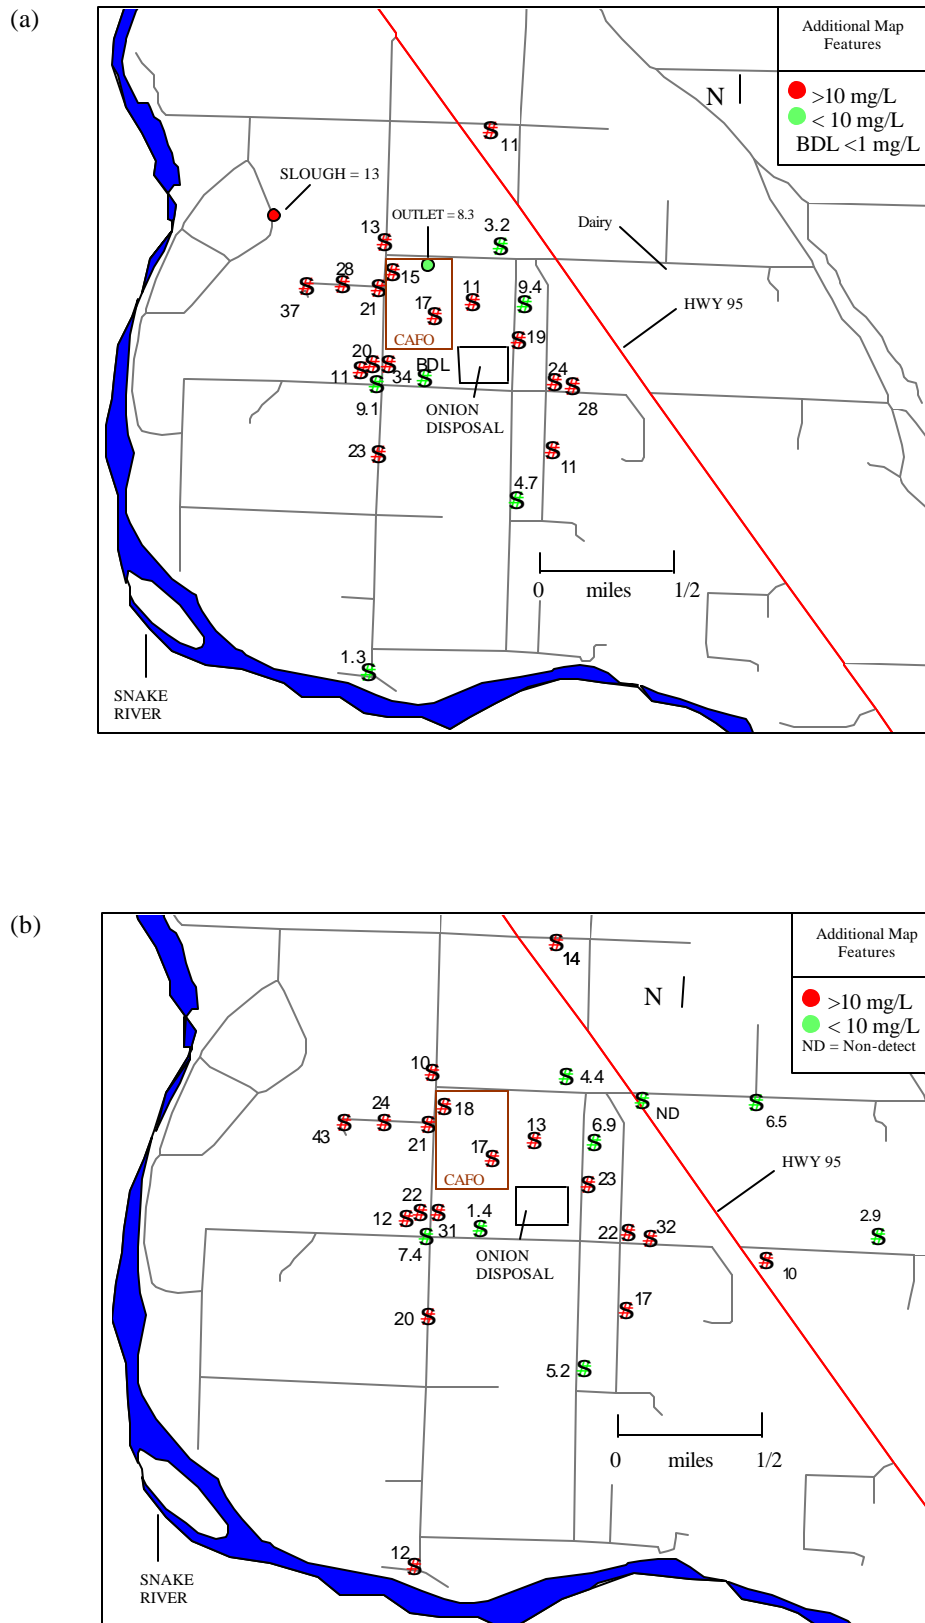 (a)
Additional Map
Features
>10 mg/L
< 10 mg/L
BDL <1 mg/L
N
11
SLOUGH = 13
OUTLET = 8.3
13
3.2
Dairy
28
15
37
21
17
11
9.4
HWY 95
CAFO
19
20
BDL
11
34
24
28
9.1
ONION
DISPOSAL
23
11
4.7
0 miles 1/2
1.3
SNAKE
RIVER
(b)
Additional Map
Features
>10 mg/L
< 10 mg/L
ND = Non-detect
14
N
10
4.4
ND
6.5
24
18
43
21
17
13
6.9
HWY 95
CAFO
23
22
12
31
1.4
22
32
2.9
7.4
ONION
DISPOSAL
10
20
17
5.2
0 miles 1/2
12
SNAKE
RIVER